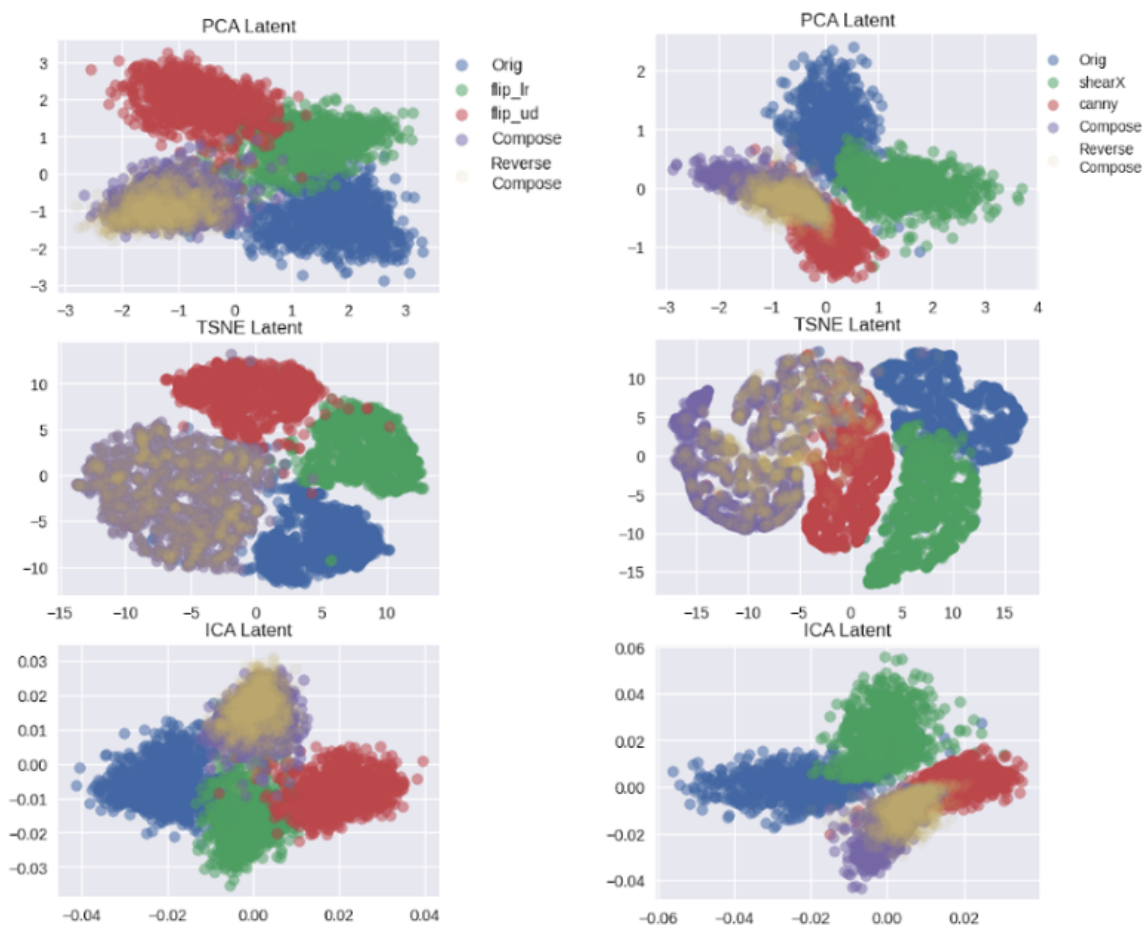 PCA Latent
3
2
1
0
−1
−2
−3
−3 −2 −1 0 1 2 3
Orig
flip_lr
flip_ud
Compose
Reverse
Compose
TSNE Latent
10
5
0
−5
−10
−15 −10 −5 0 5 10
ICA Latent
0.03
0.02
0.01
0.00
−0.01
−0.02
−0.03
−0.04 −0.02 0.00 0.02 0.04
PCA Latent
2
1
0
−1
−3 −2 −1 0 1 2 3 4
Orig
shearX
canny
Compose
Reverse
Compose
TSNE Latent
10
5
0
−5
−10
−15
−15 −10 −5 0 5 10 15
ICA Latent
0.06
0.04
0.02
0.00
−0.02
−0.04
−0.06 −0.04 −0.02 0.00 0.02